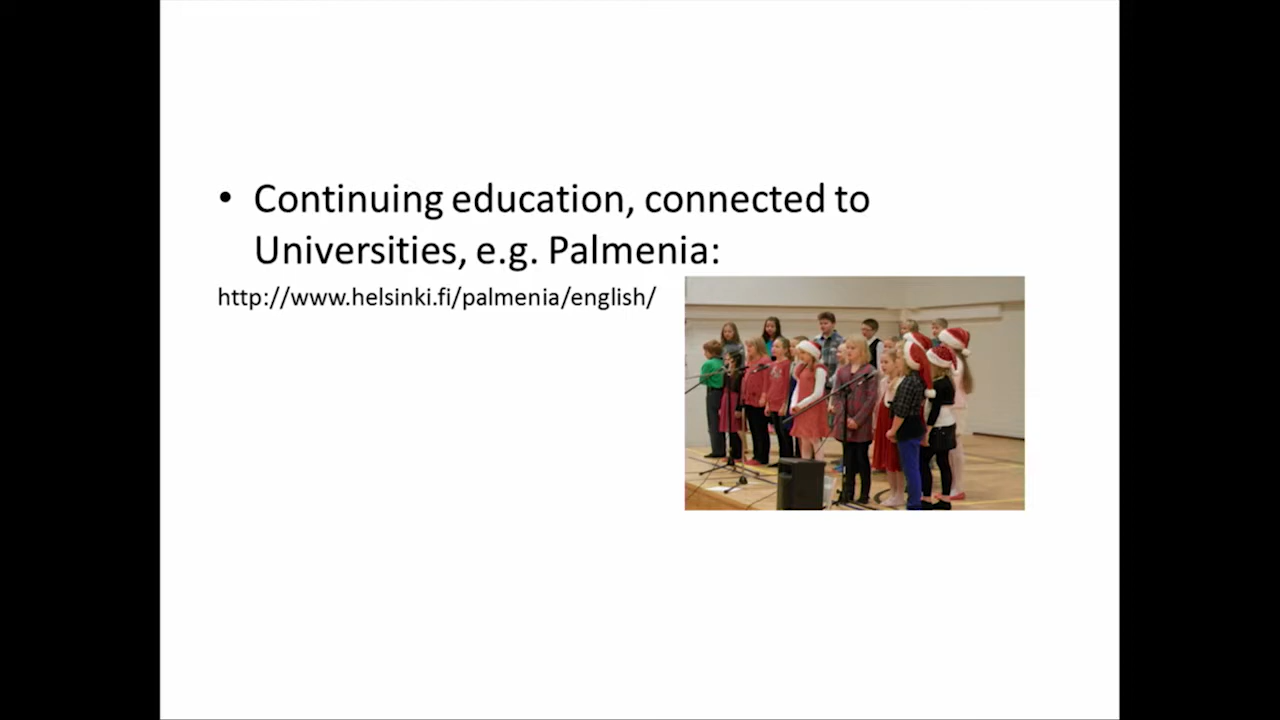 • Continuing education, connected to
Universities, e.g. Palmenia:
http://www.helsinki.fi/palmenia/english/